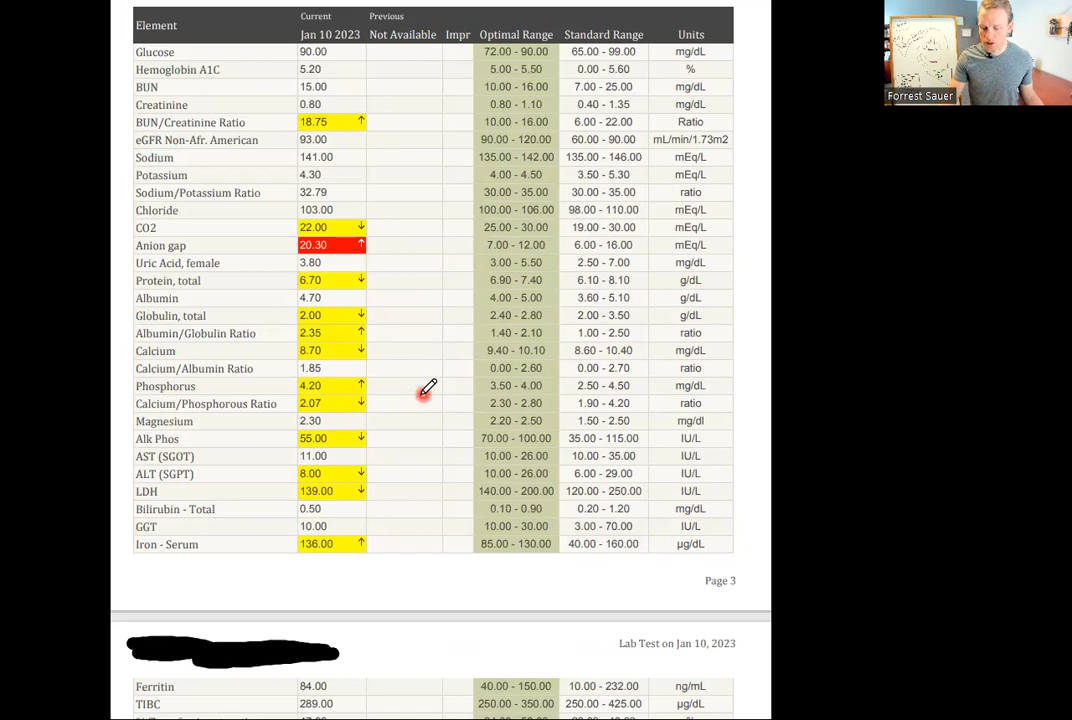 Current Previous
Element Jan 10 2023 Not Available Impr Optimal Range Standard Range Units
Glucose 90.00 72.00 - 90.00 65.00 - 99.00 mg/dL
Hemoglobin A1C 5.20 5.00 - 5.50 0.00 - 5.60 %
BUN 15.00 10.00 - 16.00 7.00 - 25.00 mg/dL
Creatinine 0.80 0.80 - 1.10 0.40 - 1.35 mg/dL
BUN/Creatinine Ratio 18.75 ↑ 10.00 - 16.00 6.00 - 22.00 Ratio
eGFR Non-Afr. American 93.00 90.00 - 120.00 60.00 - 90.00 mL/min/1.73m2
Sodium 141.00 135.00 - 142.00 135.00 - 146.00 mEq/L
Potassium 4.30 4.00 - 4.50 3.50 - 5.30 mEq/L
Sodium/Potassium Ratio 32.79 30.00 - 35.00 30.00 - 35.00 ratio
Chloride 103.00 100.00 - 106.00 98.00 - 110.00 mEq/L
CO2 22.00 ↓ 25.00 - 30.00 19.00 - 30.00 mEq/L
Anion gap 20.30 ↑ 7.00 - 12.00 6.00 - 16.00 mEq/L
Uric Acid, female 3.80 3.00 - 5.50 2.50 - 7.00 mg/dL
Protein, total 6.70 ↓ 6.90 - 7.40 6.10 - 8.10 g/dL
Albumin 4.70 4.00 - 5.00 3.60 - 5.10 g/dL
Globulin, total 2.00 ↓ 2.40 - 2.80 2.00 - 3.50 g/dL
Albumin/Globulin Ratio 2.35 ↑ 1.40 - 2.10 1.00 - 2.50 ratio
Calcium 8.70 ↓ 9.40 - 10.10 8.60 - 10.40 mg/dL
Calcium/Albumin Ratio 1.85 0.00 - 2.60 0.00 - 2.70 ratio
Phosphorus 4.20 ↑ 3.50 - 4.00 2.50 - 4.50 mg/dL
Calcium/Phosphorous Ratio 2.07 ↓ 2.30 - 2.80 1.90 - 4.20 ratio
Magnesium 2.30 2.20 - 2.50 1.50 - 2.50 mg/dl
Alk Phos 55.00 ↓ 70.00 - 100.00 35.00 - 115.00 IU/L
AST (SGOT) 11.00 10.00 - 26.00 10.00 - 35.00 IU/L
ALT (SGPT) 8.00 ↓ 10.00 - 26.00 6.00 - 29.00 IU/L
LDH 139.00 ↓ 140.00 - 200.00 120.00 - 250.00 IU/L
Bilirubin - Total 0.50 0.10 - 0.90 0.20 - 1.20 mg/dL
GGT 10.00 10.00 - 30.00 3.00 - 70.00 IU/L
Iron - Serum 136.00 ↑ 85.00 - 130.00 40.00 - 160.00 µg/dL
Page 3
Lab Test on Jan 10, 2023
Ferritin 84.00 40.00 - 150.00 10.00 - 232.00 ng/mL
TIBC 289.00 250.00 - 350.00 250.00 - 425.00 µg/dL
Forrest Sauer